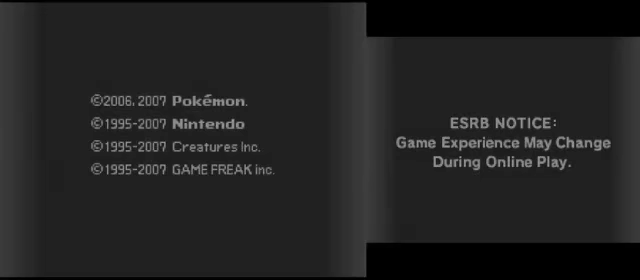 ©2006, 2007 Pokémon.
©1995-2007 Nintendo
©1995-2007 Creatures Inc.
©1995-2007 GAME FREAK inc.
ESRB NOTICE:
Game Experience May Change
During Online Play.